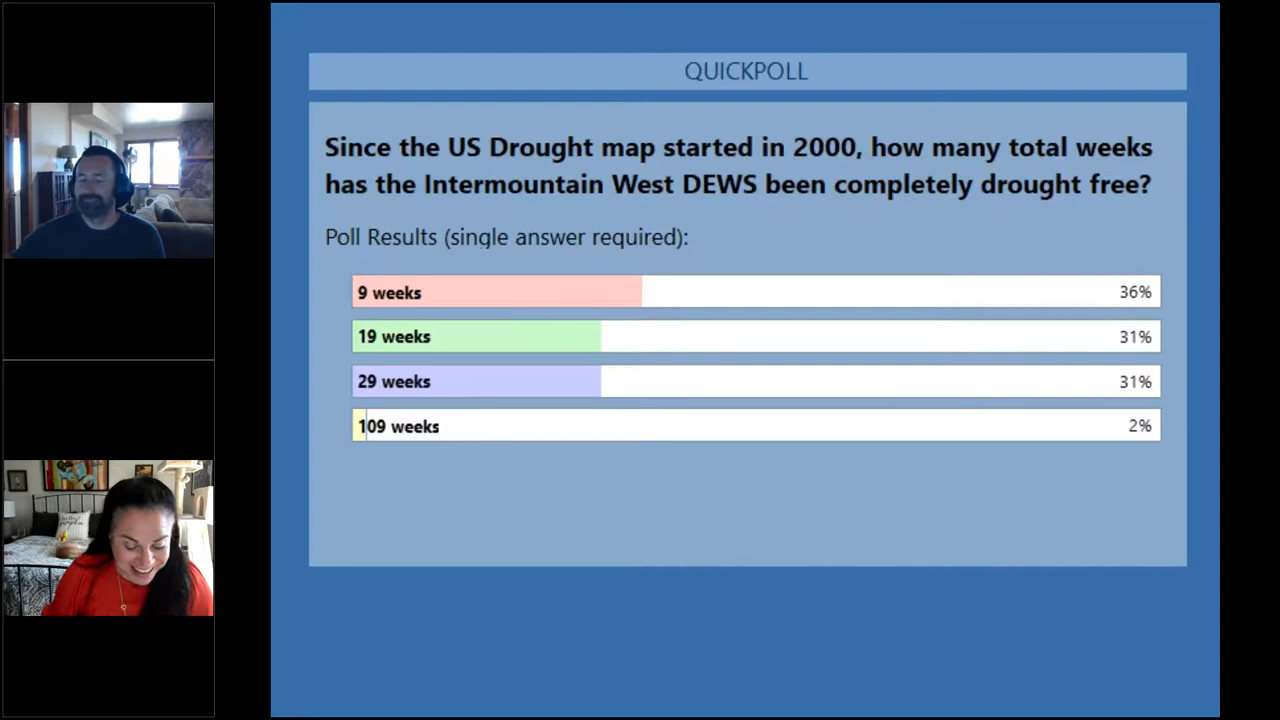 QUICKPOLL
Since the US Drought map started in 2000, how many total weeks
has the Intermountain West DEWS been completely drought free?
Poll Results (single answer required):
9 weeks 36%
19 weeks 31%
29 weeks 31%
109 weeks 2%